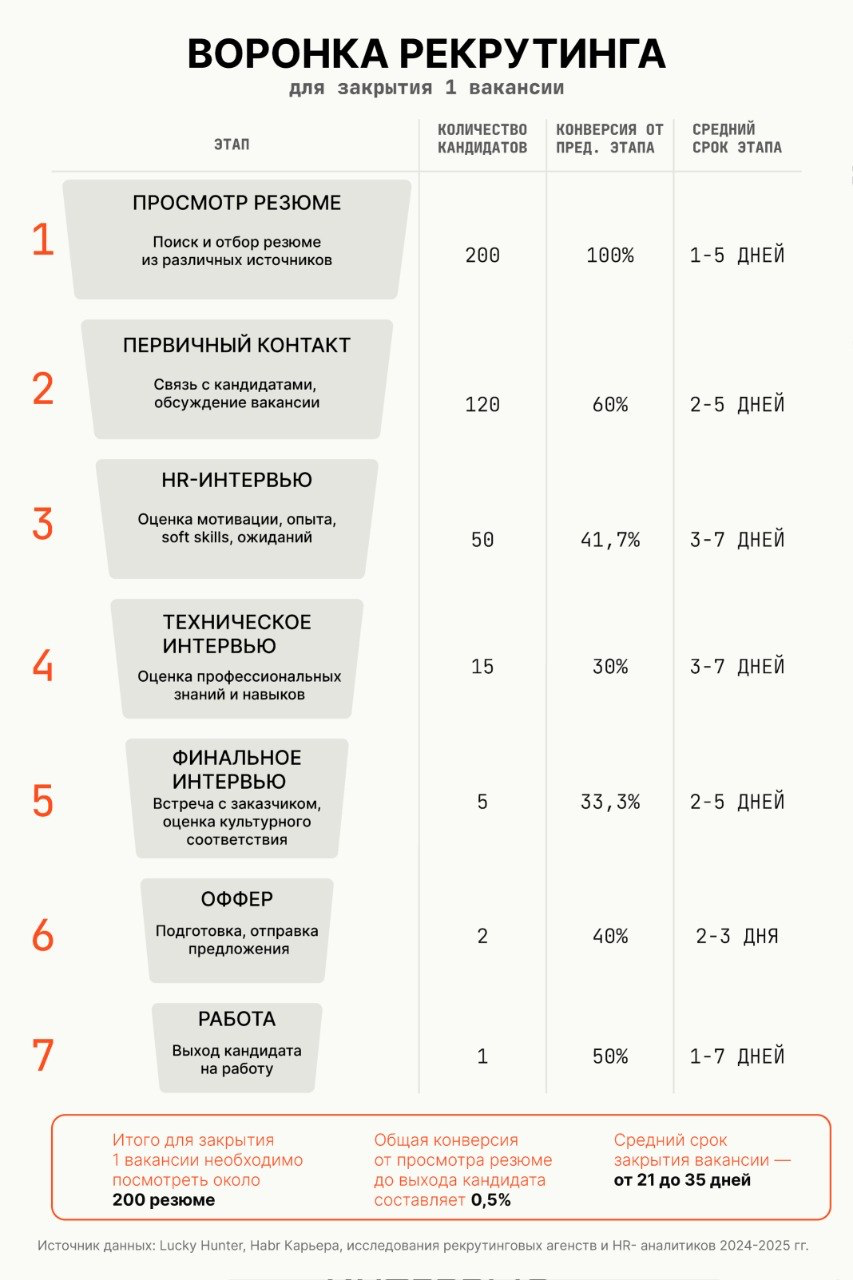 ВОРОНКА РЕКРУТИНГА
для закрытия 1 вакансии
ЭТАП
КОЛИЧЕСТВО
КАНДИДАТОВ
КОНВЕРСИЯ ОТ
ПРЕД. ЭТАПА
СРЕДНИЙ
СРОК ЭТАПА
1
ПРОСМОТР РЕЗЮМЕ
Поиск и отбор резюме
из различных источников
200
100%
1-5 ДНЕЙ
2
ПЕРВИЧНЫЙ КОНТАКТ
Связь с кандидатами,
обсуждение вакансии
120
60%
2-5 ДНЕЙ
3
HR-ИНТЕРВЬЮ
Оценка мотивации, опыта,
soft skills, ожиданий
50
41,7%
3-7 ДНЕЙ
4
ТЕХНИЧЕСКОЕ
ИНТЕРВЬЮ
Оценка профессиональных
знаний и навыков
15
30%
3-7 ДНЕЙ
5
ФИНАЛЬНОЕ
ИНТЕРВЬЮ
Встреча с заказчиком,
оценка культурного
соответствия
5
33,3%
2-5 ДНЕЙ
6
ОФФЕР
Подготовка, отправка
предложения
2
40%
2-3 ДНЯ
7
РАБОТА
Выход кандидата
на работу
1
50%
1-7 ДНЕЙ
Итого для закрытия
1 вакансии необходимо
посмотреть около
200 резюме
Общая конверсия
от просмотра резюме
до выхода кандидата
составляет 0,5%
Средний срок
закрытия вакансии —
от 21 до 35 дней
Источник данных: Lucky Hunter, Habr Карьера, исследования рекрутинговых агенств и HR- аналитиков 2024-2025 гг.